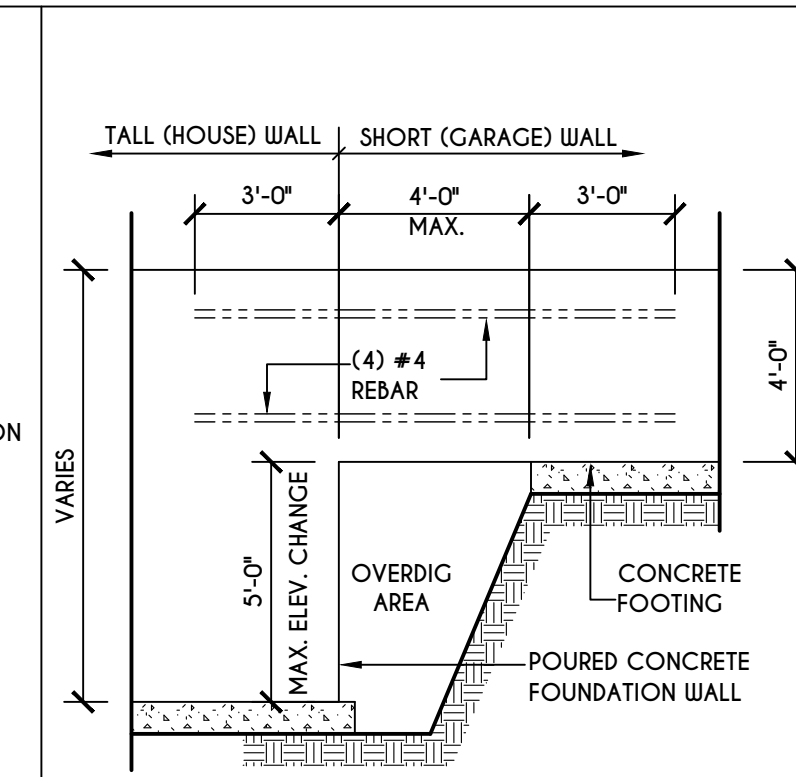 TALL (HOUSE) WALL
SHORT (GARAGE) WALL
3'-0"
4'-0"
MAX.
3'-0"
(4) #4
REBAR
4'-0"
ON
VARIES
5'-0"
MAX. ELEV. CHANGE
OVERDIG
AREA
CONCRETE
FOOTING
POURED CONCRETE
FOUNDATION WALL